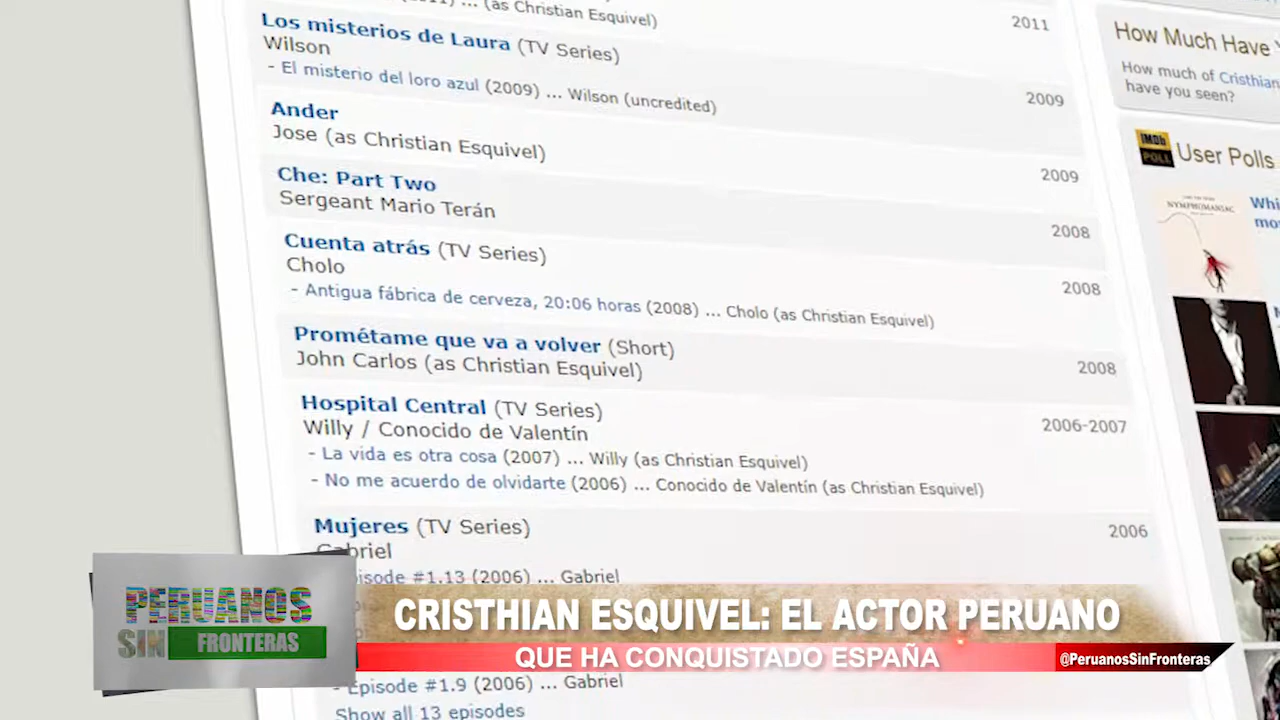 (as Christian Esquivel)
2011
Los misterios de Laura (TV Series)
Wilson
- El misterio del loro azul (2009) ... Wilson (uncredited)
2009
Ander
Jose (as Christian Esquivel)
2009
Che: Part Two
Sergeant Mario Terán
2008
Cuenta atrás (TV Series)
Cholo
- Antigua fábrica de cerveza, 20:06 horas (2008) ... Cholo (as Christian Esquivel)
2008
Prométame que va a volver (Short)
John Carlos (as Christian Esquivel)
2008
Hospital Central (TV Series)
Willy / Conocido de Valentín
- La vida es otra cosa (2007) ... Willy (as Christian Esquivel)
- No me acuerdo de olvidarte (2006) ... Conocido de Valentín (as Christian Esquivel)
2006-2007
Mujeres (TV Series)
Gabriel
2006
isode #1.13 (2006) ... Gabriel
- Episode #1.9 (2006) ... Gabriel
Show all 13 episodes
How Much Have
How much of Cristhian
have you seen?
IMDb
POLL
User Polls
NYMPHOMANIAC
PERUANOS
SIN FRONTERAS
CRISTHIAN ESQUIVEL: EL ACTOR PERUANO
QUE HA CONQUISTADO ESPAÑA
@PeruanosSinFronteras